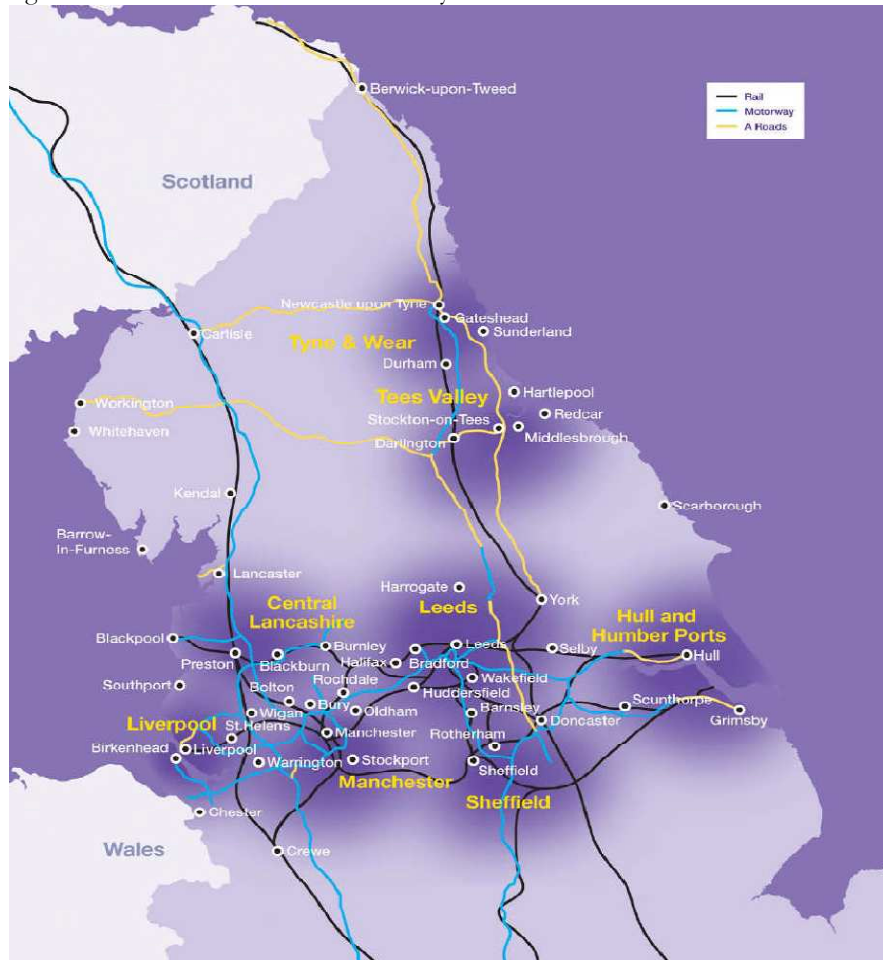 Rail
Motorway
A Roads
Berwick-upon-Tweed
Scotland
Newcastle upon Tyne
Gateshead
Sunderland
Carlisle
Tyne & Wear
Durham
Tees Valley
Hartlepool
Workington
Redcar
Stockton-on-Tees
Whitehaven
Middlesbrough
Darlington
Kendal
Scarborough
Barrow-
In-Furness
Lancaster
Harrogate
Central
Lancashire
Leeds
York
Hull and
Humber Ports
Blackpool
Burnley
Leeds
Selby
Hull
Preston
Blackburn
Halifax
Bradford
Rochdale
Wakefield
Southport
Bolton
Huddersfield
Bury
Scunthorpe
Wigan
Oldham
Barnsley
Grimsby
Liverpool
St.Helens
Doncaster
Manchester
Rotherham
Birkenhead
Liverpool
Warrington
Stockport
Sheffield
Manchester
Sheffield
Chester
Wales
Crewe